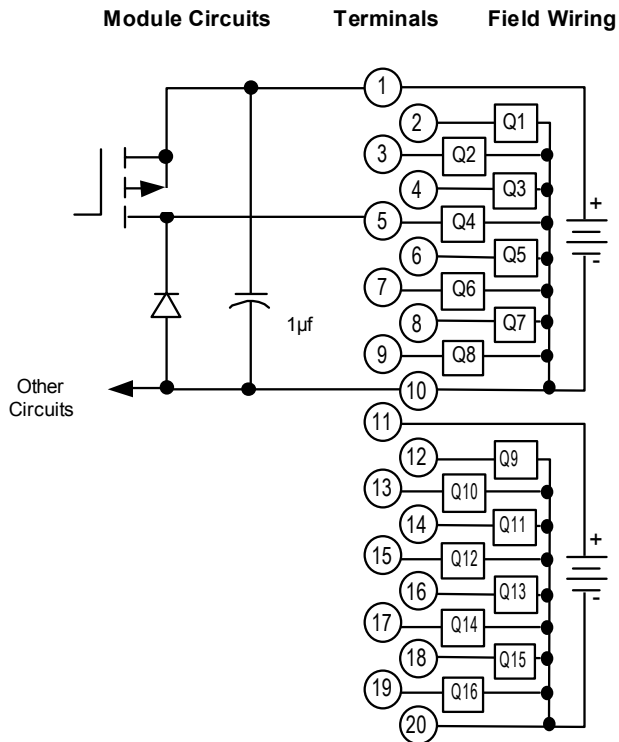 Module Circuits Terminals Field Wiring
1
2 Q1
3 Q2
4 Q3
+
5 Q4
6 Q5
-
7 Q6
1µf
8 Q7
9 Q8
Other
Circuits
10
11
12 Q9
13 Q10
14 Q11
+
15 Q12
16 Q13
-
17 Q14
18 Q15
19 Q16
20